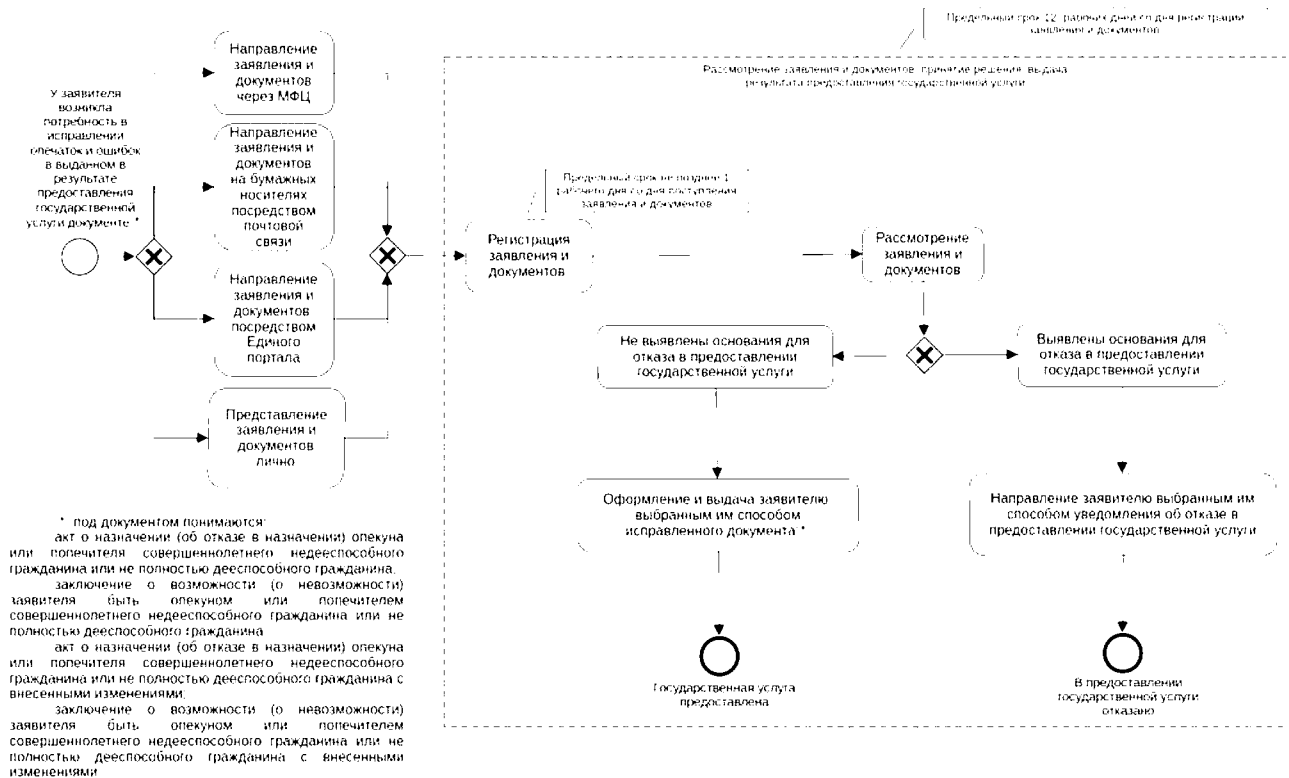 Предельный срок 12 рабочих дней со дня регистрации
заявления и документов
Рассмотрение заявления и документов, принятие решения, выдача
результата предоставления государственной услуги
Направление
заявления и
документов
через МФЦ
У заявителя
возникла
потребность в
исправлении
опечаток и ошибок
в выданном в
результате
предоставления
государственной
услуги документе *
Направление
заявления и
документов
на бумажных
носителях
посредством
почтовой
связи
Предельный срок не позднее 1
рабочего дня со дня поступления
заявления и документов
Регистрация
заявления и
документов
Рассмотрение
заявления и
документов
Направление
заявления и
документов
посредством
Единого
портала
Не выявлены основания для
отказа в предоставлении
государственной услуги
Выявлены основания для
отказа в предоставлении
государственной услуги
Представление
заявления и
документов
лично
Оформление и выдача заявителю
выбранным им способом
исправленного документа *
Направление заявителю выбранным им
способом уведомления об отказе в
предоставлении государственной услуги
Государственная услуга
предоставлена
В предоставлении
государственной услуги
отказано
* под документом понимаются:
акт о назначении (об отказе в назначении) опекуна
или попечителя совершеннолетнего недееспособного
гражданина или не полностью дееспособного гражданина;
заключение о возможности (о невозможности)
заявителя быть опекуном или попечителем
совершеннолетнего недееспособного гражданина или не
полностью дееспособного гражданина
акт о назначении (об отказе в назначении) опекуна
или попечителя совершеннолетнего недееспособного
гражданина или не полностью дееспособного гражданина с
внесенными изменениями;
заключение о возможности (о невозможности)
заявителя быть опекуном или попечителем
совершеннолетнего недееспособного гражданина или не
полностью дееспособного гражданина с внесенными
изменениями